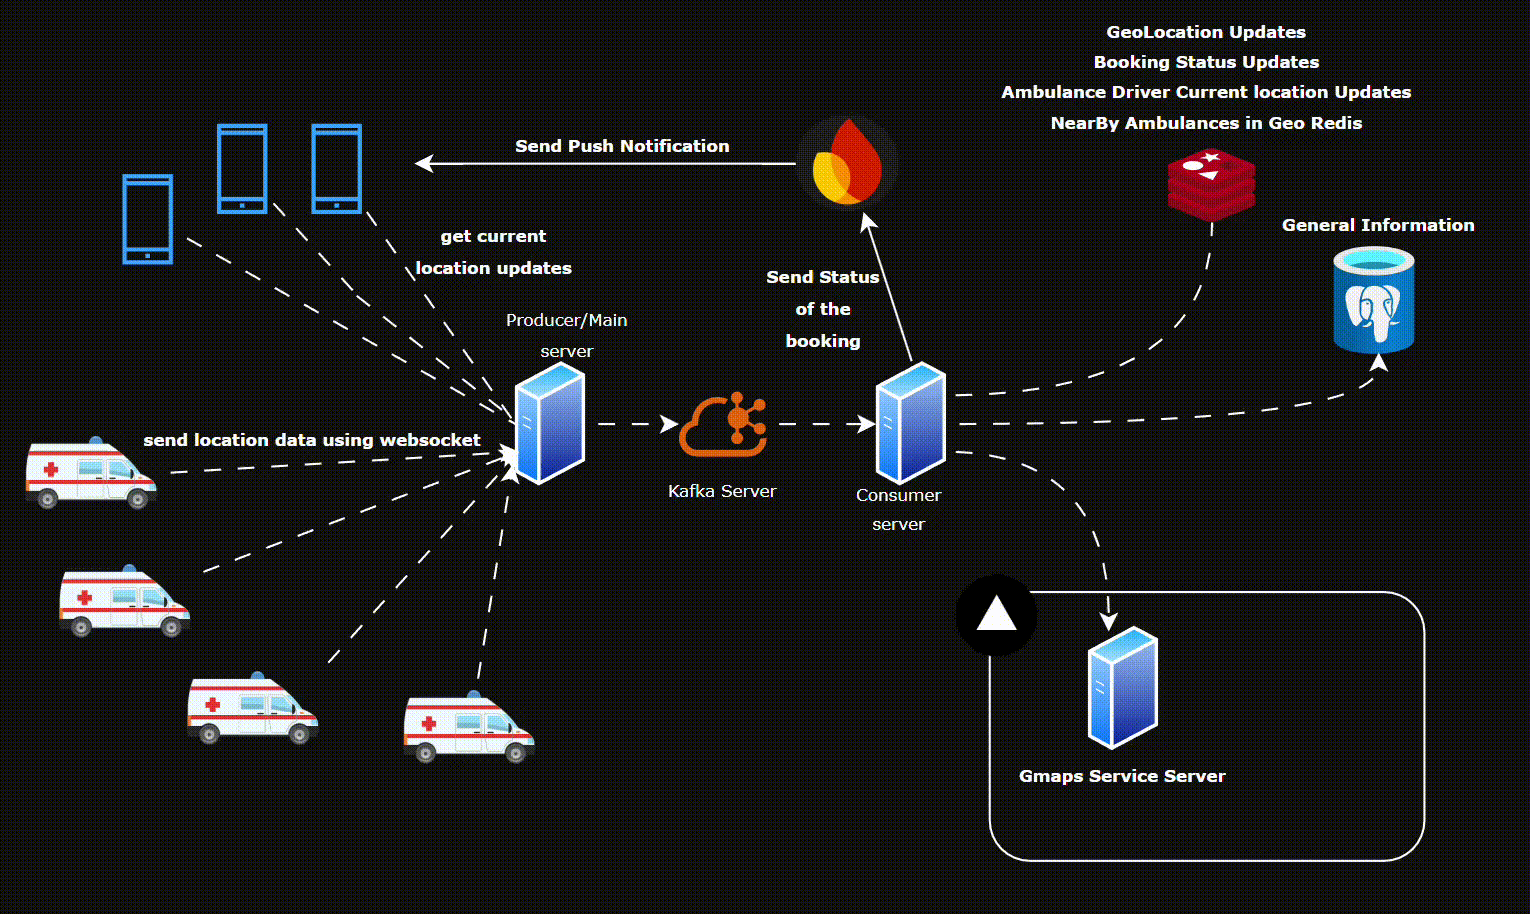 GeoLocation Updates
Booking Status Updates
Ambulance Driver Current location Updates
NearBy Ambulances in Geo Redis
Send Push Notification
General Information
get current
location updates
Send Status
of the
booking
Producer/Main
server
send location data using websocket
Kafka Server
Consumer
server
Gmaps Service Server